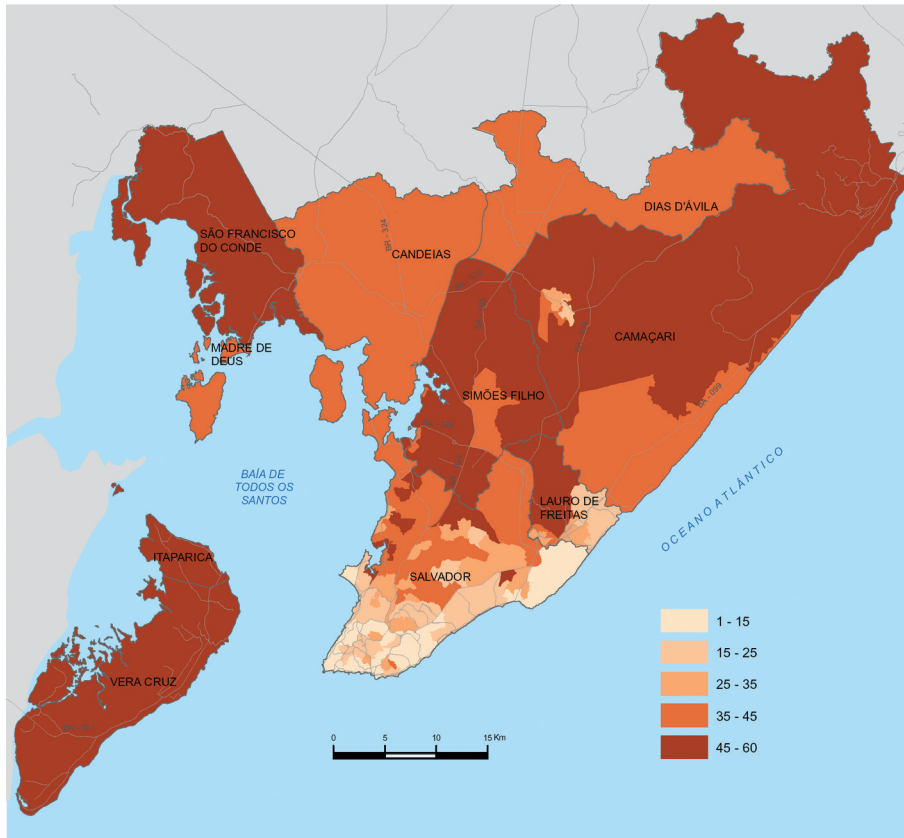 DIAS D'ÁVILA
SÃO FRANCISCO
DO CONDE
BR - 324
CANDEIAS
CAMAÇARI
MADRE DE
DEUS
SIMÕES FILHO
BA - 099
BAÍA DE
TODOS OS
SANTOS
LAURO DE
FREITAS
OCEANO ATLÂNTICO
ITAPARICA
SALVADOR
VERA CRUZ
1 - 15
15 - 25
25 - 35
35 - 45
45 - 60
0 5 10 15 Km